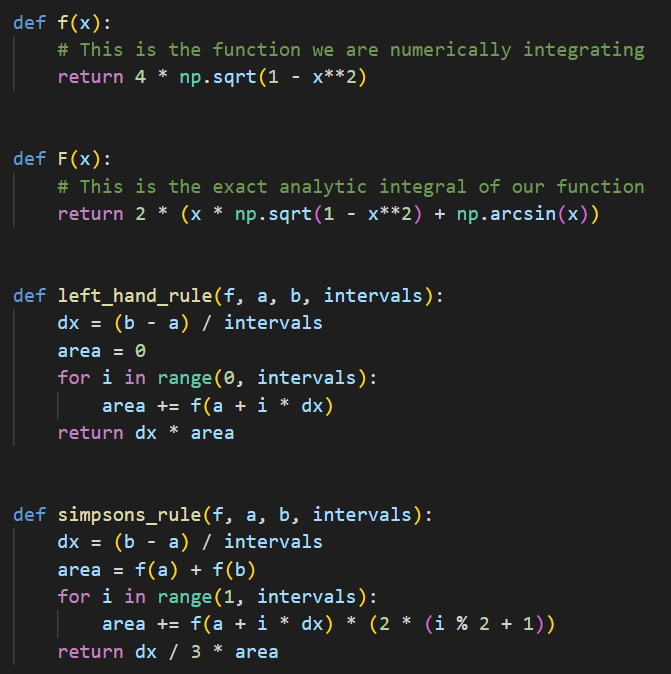 def f(x):
    # This is the function we are numerically integrating
    return 4 * np.sqrt(1 - x**2)
def F(x):
    # This is the exact analytic integral of our function
    return 2 * (x * np.sqrt(1 - x**2) + np.arcsin(x))
def left_hand_rule(f, a, b, intervals):
    dx = (b - a) / intervals
    area = 0
    for i in range(0, intervals):
        area += f(a + i * dx)
    return dx * area
def simpsons_rule(f, a, b, intervals):
    dx = (b - a) / intervals
    area = f(a) + f(b)
    for i in range(1, intervals):
        area += f(a + i * dx) * (2 * (i % 2 + 1))
    return dx / 3 * area